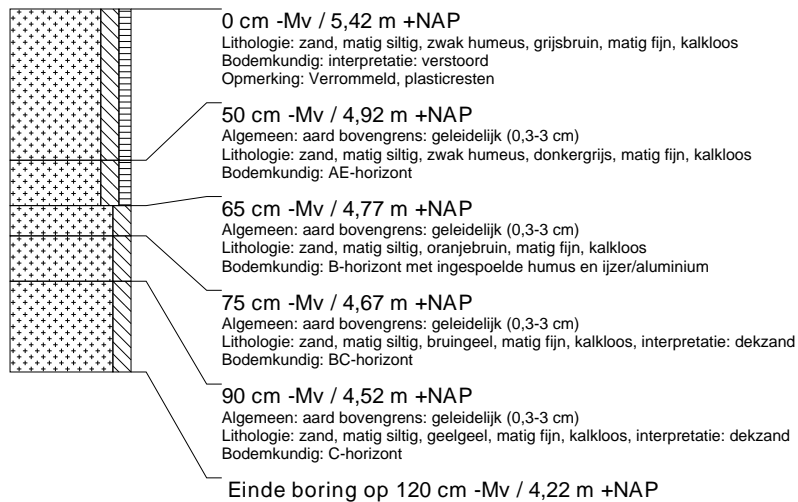 0 cm -Mv / 5,42 m +NAP
Lithologie: zand, matig siltig, zwak humeus, grijsbruin, matig fijn, kalkloos
Bodemkundig: interpretatie: verstoord
Opmerking: Verrommeld, plasticresten
50 cm -Mv / 4,92 m +NAP
Algemeen: aard bovengrens: geleidelijk (0,3-3 cm)
Lithologie: zand, matig siltig, zwak humeus, donkergrijs, matig fijn, kalkloos
Bodemkundig: AE-horizont
65 cm -Mv / 4,77 m +NAP
Algemeen: aard bovengrens: geleidelijk (0,3-3 cm)
Lithologie: zand, matig siltig, oranjebruin, matig fijn, kalkloos
Bodemkundig: B-horizont met ingespoelde humus en ijzer/aluminium
75 cm -Mv / 4,67 m +NAP
Algemeen: aard bovengrens: geleidelijk (0,3-3 cm)
Lithologie: zand, matig siltig, bruingeel, matig fijn, kalkloos, interpretatie: dekzand
Bodemkundig: BC-horizont
90 cm -Mv / 4,52 m +NAP
Algemeen: aard bovengrens: geleidelijk (0,3-3 cm)
Lithologie: zand, matig siltig, geelgeel, matig fijn, kalkloos, interpretatie: dekzand
Bodemkundig: C-horizont
Einde boring op 120 cm -Mv / 4,22 m +NAP